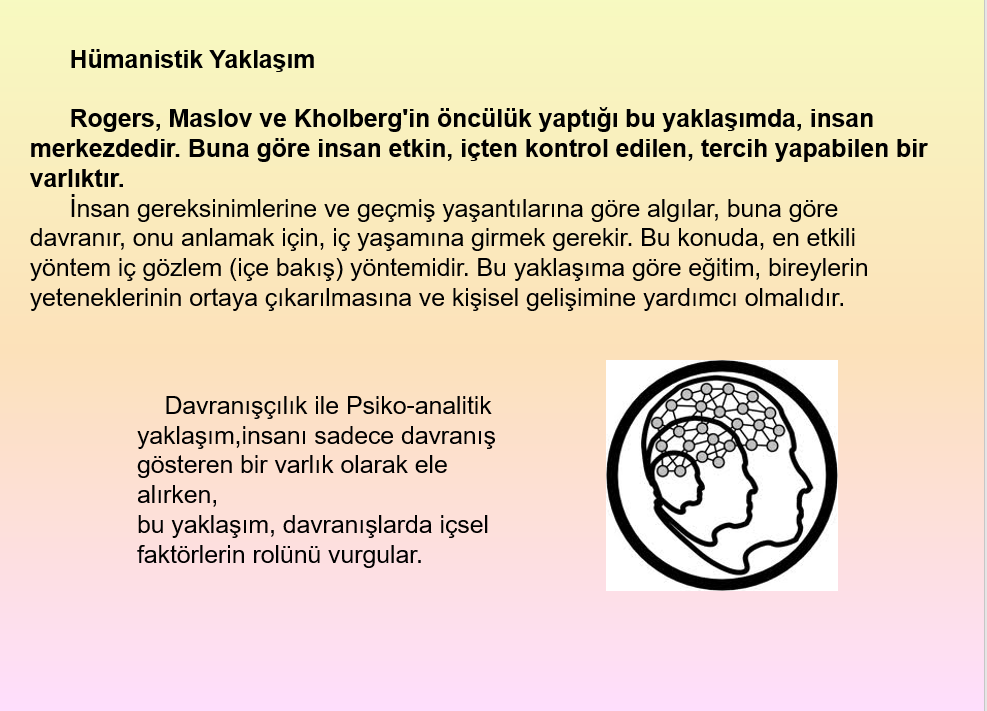 Hümanistik Yaklaşım
Rogers, Maslov ve Kholberg'in öncülük yaptığı bu yaklaşımda, insan
merkezdedir. Buna göre insan etkin, içten kontrol edilen, tercih yapabilen bir
varlıktır.
İnsan gereksinimlerine ve geçmiş yaşantılarına göre algılar, buna göre
davranır, onu anlamak için, iç yaşamına girmek gerekir. Bu konuda, en etkili
yöntem iç gözlem (içe bakış) yöntemidir. Bu yaklaşıma göre eğitim, bireylerin
yeteneklerinin ortaya çıkarılmasına ve kişisel gelişimine yardımcı olmalıdır.
Davranışçılık ile Psiko-analitik
yaklaşım,insanı sadece davranış
gösteren bir varlık olarak ele
alırken,
bu yaklaşım, davranışlarda içsel
faktörlerin rolünü vurgular.